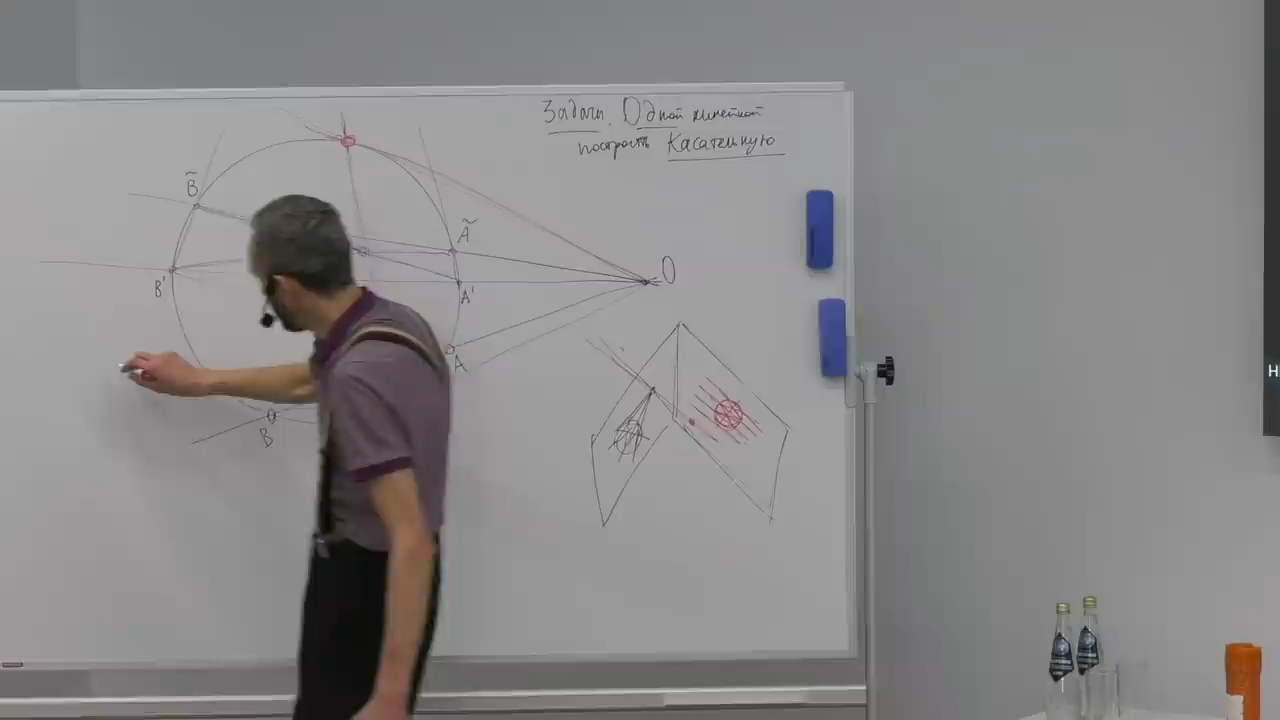 Задача. Одной линейкой
построить касательную
B̃
Ã
O
B'
A'
A
B
H